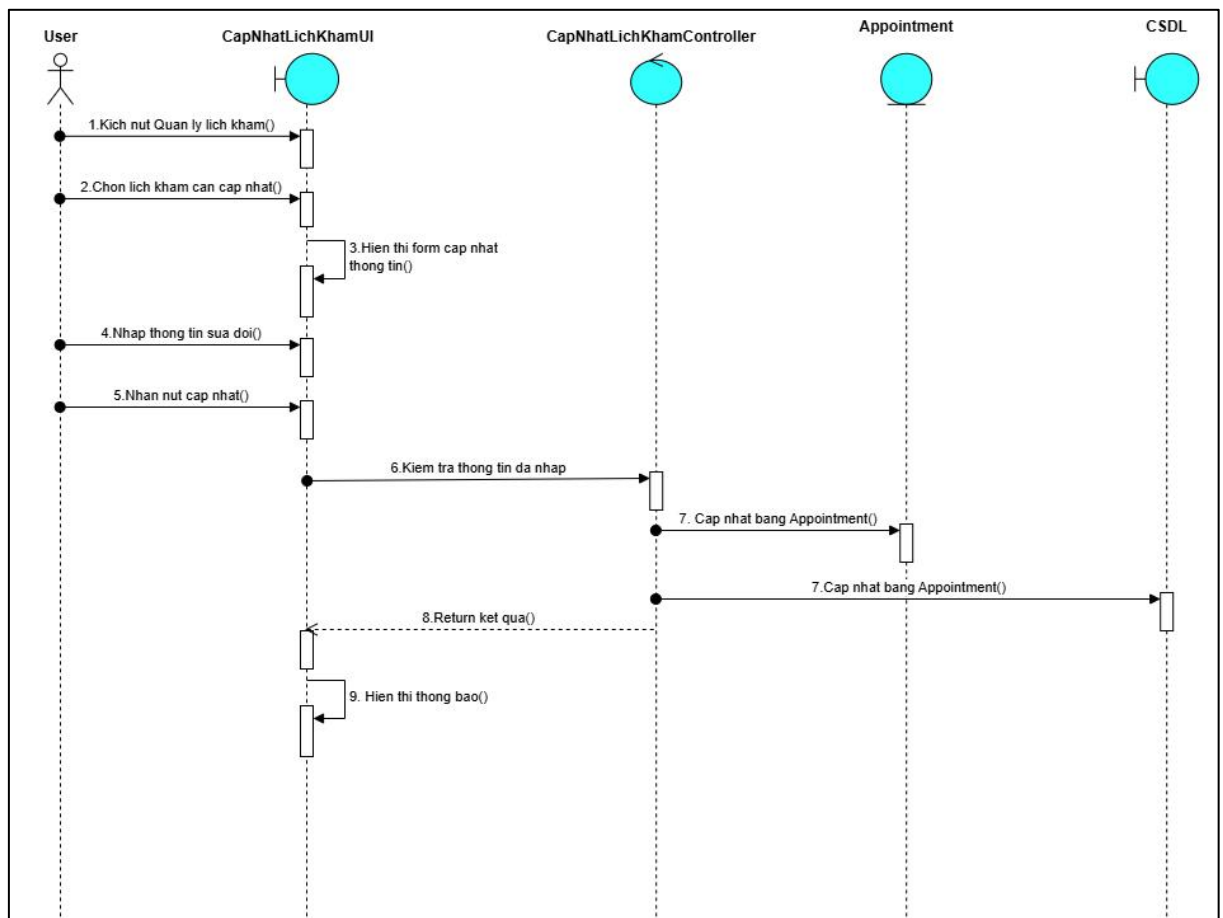 User
CapNhatLichKhamUI
CapNhatLichKhamController
Appointment
CSDL
1.Kich nut Quan ly lich kham()
2.Chon lich kham can cap nhat()
3.Hien thi form cap nhat
thong tin()
4.Nhap thong tin sua doi()
5.Nhan nut cap nhat()
6.Kiem tra thong tin da nhap
7. Cap nhat bang Appointment()
7.Cap nhat bang Appointment()
8.Return ket qua()
9. Hien thi thong bao()